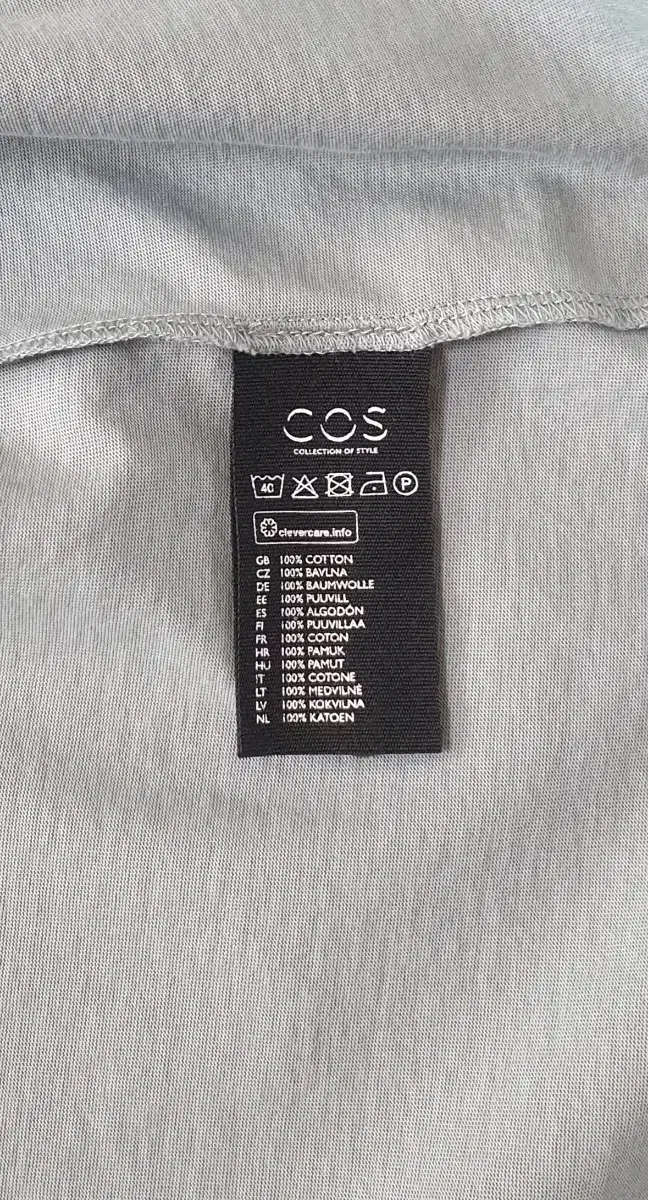 COS
COLLECTION OF STYLE
40 P
clevercare.info
GB 100% COTTON
CZ 100% BAVLNA
DE 100% BAUMWOLLE
EE 100% PUUVILL
ES 100% ALGODÓN
FI 100% PUUVILLAA
FR 100% COTON
HR 100% PAMUK
HU 100% PAMUT
IT 100% COTONE
LT 100% MEDVILNĖ
LV 100% KOKVILNA
NL 100% KATOEN